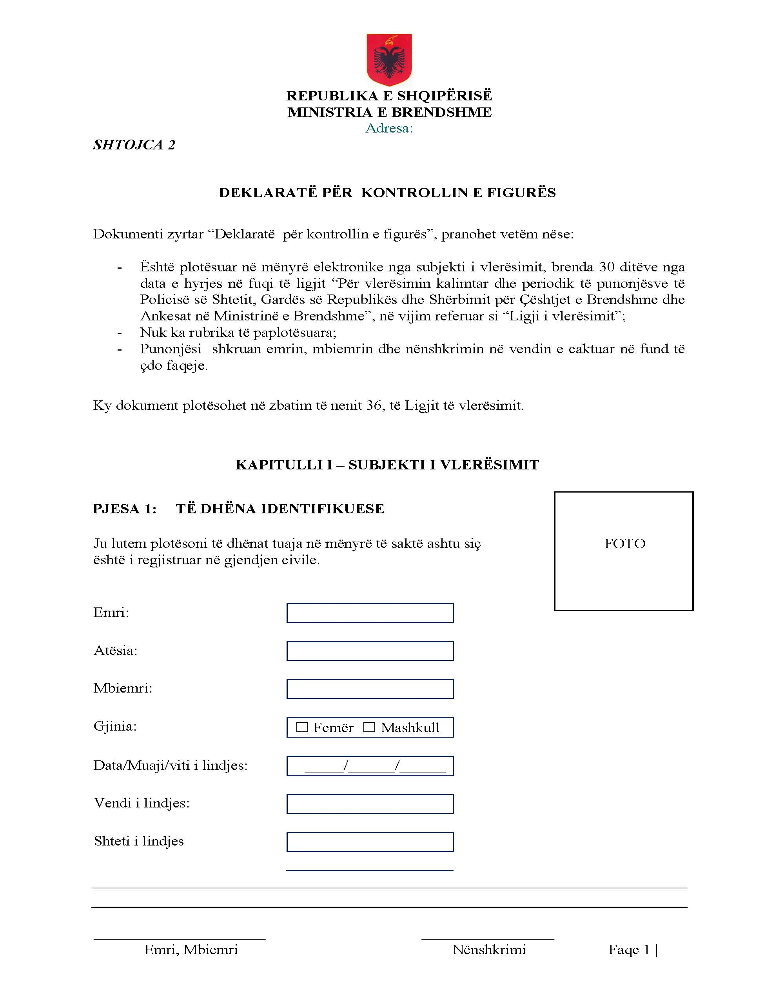 REPUBLIKA E SHQIPËRISË
MINISTRIA E BRENDSHME
Adresa:
SHTOJCA 2
DEKLARATË PËR KONTROLLIN E FIGURËS
Dokumenti zyrtar “Deklaratë për kontrollin e figurës”, pranohet vetëm nëse:
- Është plotësuar në mënyrë elektronike nga subjekti i vlerësimit, brenda 30 ditëve nga
data e hyrjes në fuqi të ligjit “Për vlerësimin kalimtar dhe periodik të punonjësve të
Policisë së Shtetit, Gardës së Republikës dhe Shërbimit për Çështjet e Brendshme dhe
Ankesat në Ministrinë e Brendshme”, në vijim referuar si “Ligji i vlerësimit”;
- Nuk ka rubrika të paplotësuara;
- Punonjësi shkruan emrin, mbiemrin dhe nënshkrimin në vendin e caktuar në fund të
çdo faqeje.
Ky dokument plotësohet në zbatim të nenit 36, të Ligjit të vlerësimit.
KAPITULLI I – SUBJEKTI I VLERËSIMIT
PJESA 1: TË DHËNA IDENTIFIKUESE
Ju lutem plotësoni të dhënat tuaja në mënyrë të saktë ashtu siç
është i regjistruar në gjendjen civile.
FOTO
Emri:
Atësia:
Mbiemri:
Gjinia: ☐ Femër ☐ Mashkull
Data/Muaji/viti i lindjes: _____/______/______
Vendi i lindjes:
Shteti i lindjes
Emri, Mbiemri Nënshkrimi Faqe 1 |